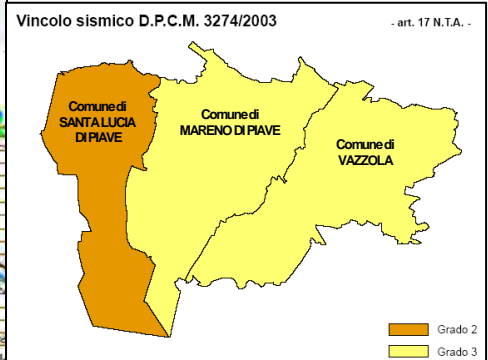 Vincolo sismico D.P.C.M. 3274/2003
- art. 17 N.T.A. -
Comune di
SANTA LUCIA
DI PIAVE
Comune di
MARENO DI PIAVE
Comune di
VAZZOLA
Grado 2
Grado 3